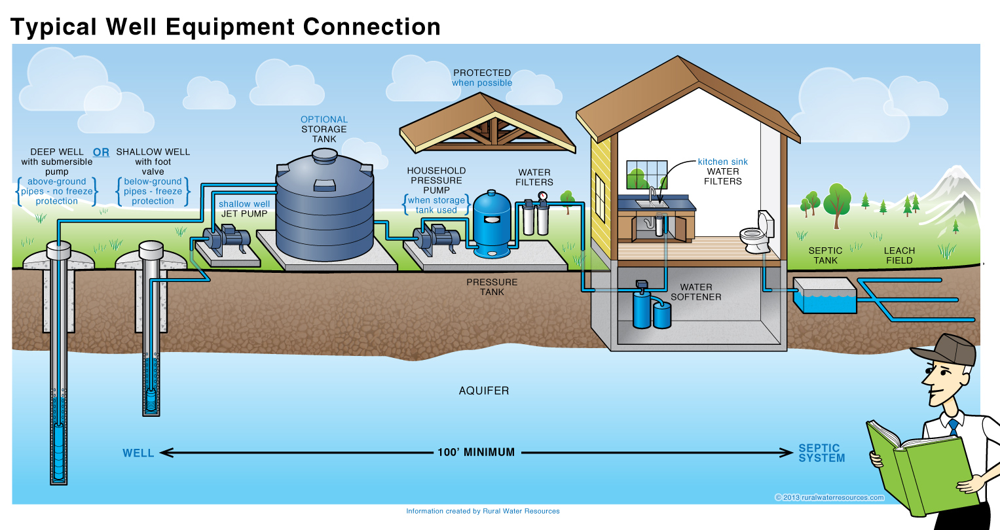 Typical Well Equipment Connection
PROTECTED
when possible
OPTIONAL
STORAGE
TANK
DEEP WELL
with submersible
pump
{above-ground
pipes - no freeze
protection}
OR
SHALLOW WELL
with foot
valve
{below-ground
pipes - freeze
protection}
shallow well
JET PUMP
HOUSEHOLD
PRESSURE
PUMP
{when storage
tank used}
WATER
FILTERS
kitchen sink
WATER
FILTERS
PRESSURE
TANK
WATER
SOFTENER
SEPTIC
TANK
LEACH
FIELD
AQUIFER
WELL
100' MINIMUM
SEPTIC
SYSTEM
© 2013 ruralwaterresources.com
Information created by Rural Water Resources